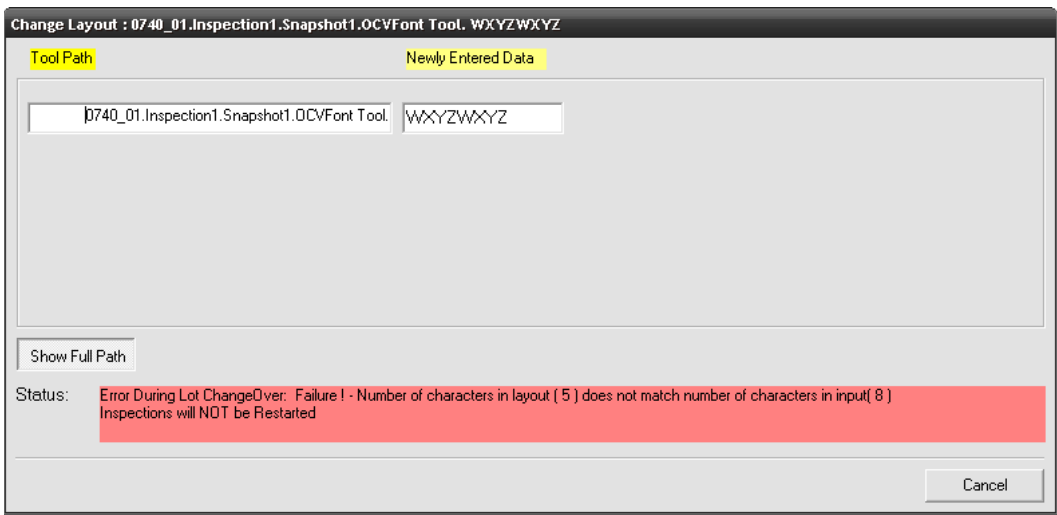 Change Layout : 0740_01.Inspection1.Snapshot1.OCVFont Tool. WXYZWXYZ
Tool Path
Newly Entered Data
0740_01.Inspection1.Snapshot1.OCVFont Tool.
WXYZWXYZ
Show Full Path
Status:
Error During Lot ChangeOver: Failure ! - Number of characters in layout ( 5 ) does not match number of characters in input( 8 )
Inspections will NOT be Restarted
Cancel